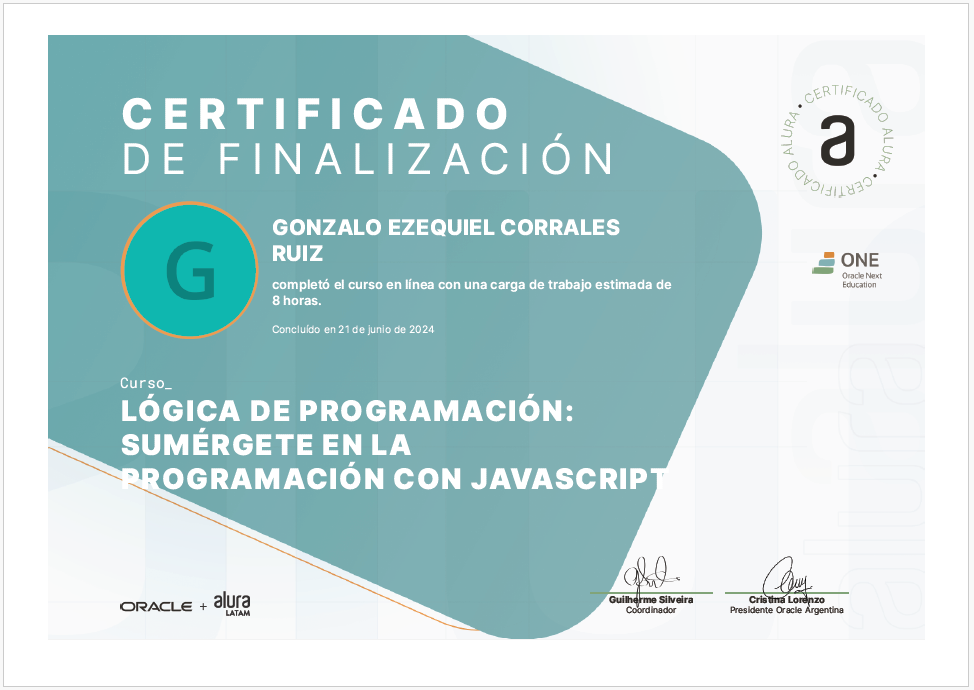 CERTIFICADO
DE FINALIZACIÓN
CERTIFICADO ALURA • CERTIFICADO ALURA •
a
G
GONZALO EZEQUIEL CORRALES
RUIZ
completó el curso en línea con una carga de trabajo estimada de
8 horas.
Concluído en 21 de junio de 2024
ONE
Oracle Next
Education
Curso_
LÓGICA DE PROGRAMACIÓN:
SUMÉRGETE EN LA
PROGRAMACIÓN CON JAVASCRIPT
ORACLE + alura
LATAM
Guilherme Silveira
Coordinador
Cristina Lorenzo
Presidente Oracle Argentina
alura